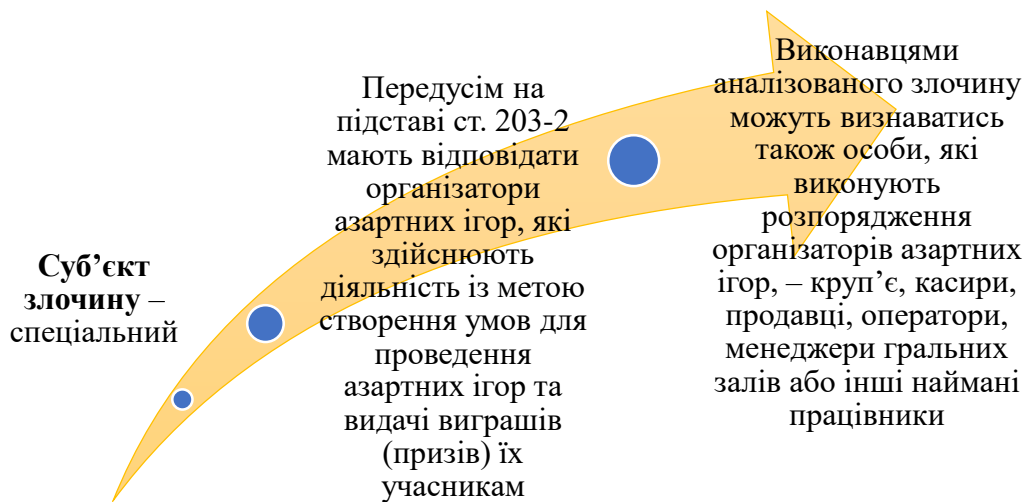 Суб’єкт
злочину –
спеціальний
Передусім на
підставі ст. 203-2
мають відповідати
організатори
азартних ігор, які
здійснюють
діяльність із метою
створення умов для
проведення
азартних ігор та
видачі виграшів
(призів) їх
учасникам
Виконавцями
аналізованого злочину
можуть визнаватись
також особи, які
виконують
розпорядження
організаторів азартних
ігор, – круп’є, касири,
продавці, оператори,
менеджери гральних
залів або інші наймані
працівники